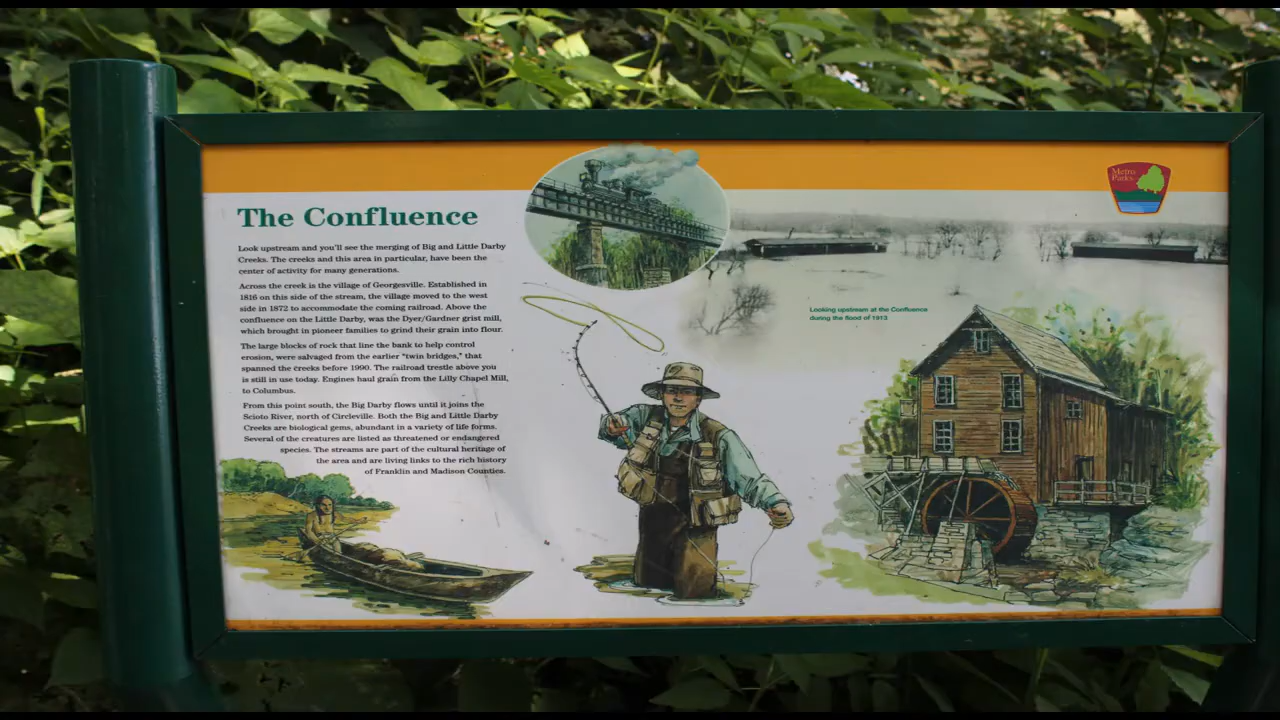 The Confluence
Look upstream and you'll see the merging of Big and Little Darby
Creeks. The creeks and this area in particular, have been the
center of activity for many generations.
Across the creek is the village of Georgesville. Established in
1816 on this side of the stream, the village moved to the west
side in 1872 to accommodate the coming railroad. Above the
confluence on the Little Darby, was the Dyer/Gardner grist mill,
which brought in pioneer families to grind their grain into flour.
The large blocks of rock that line the bank to help control
erosion, were salvaged from the earlier "twin bridges," that
spanned the creeks before 1990. The railroad trestle above you
is still in use today. Engines haul grain from the Lilly Chapel Mill,
to Columbus.
From this point south, the Big Darby flows until it joins the
Scioto River, north of Circleville. Both the Big and Little Darby
Creeks are biological gems, abundant in a variety of life forms.
Several of the creatures are listed as threatened or endangered
species. The streams are part of the cultural heritage of
the area and are living links to the rich history
of Franklin and Madison Counties.
Metro
Parks
Looking upstream at the Confluence
during the flood of 1913